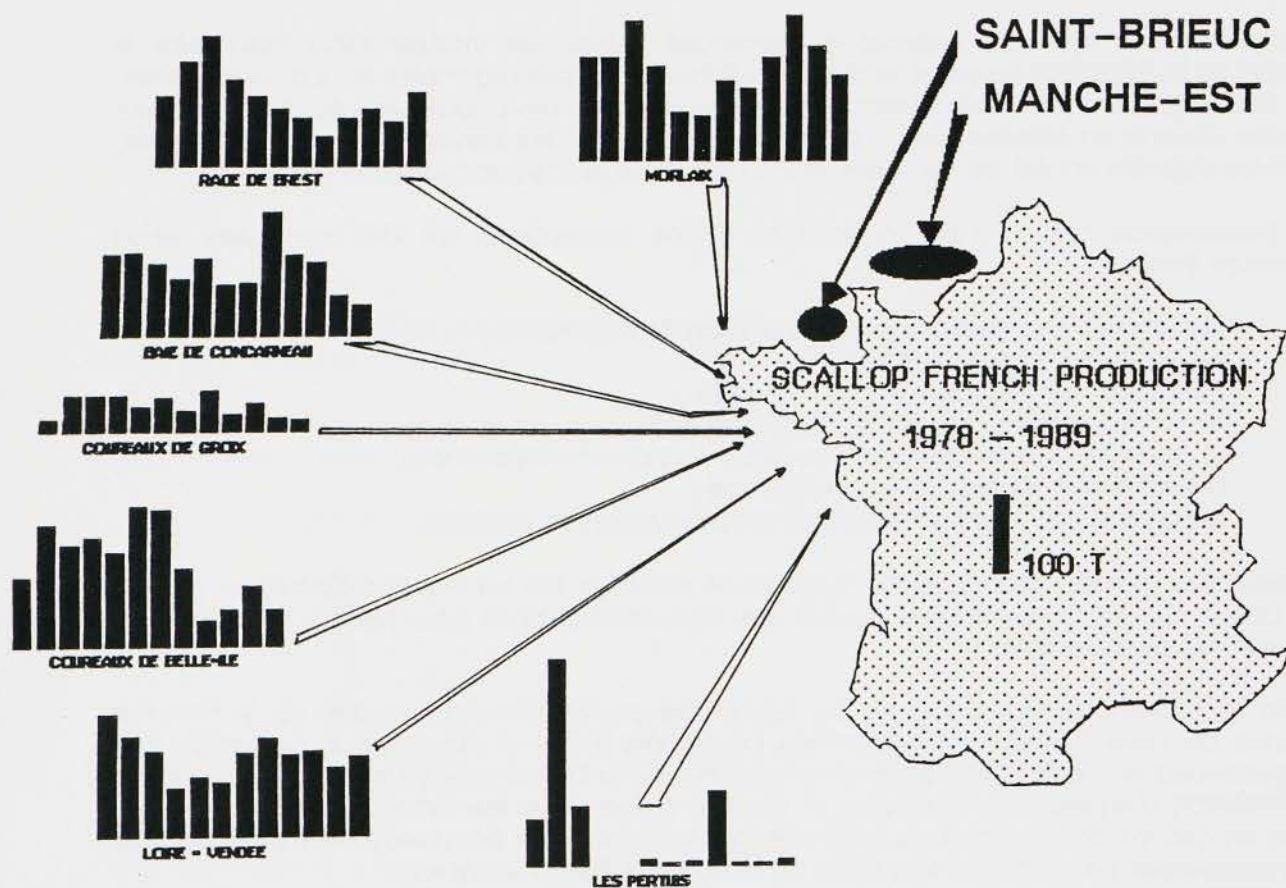 SAINT-BRIEUC
MANCHE-EST
RADE DE BREST
MORLAIX
BAIE DE CONCARNEAU
SCALLOP FRENCH PRODUCTION
1978 - 1989
COUREAUX DE GROIX
100 T
COUREAUX DE BELLE-ILE
LOIRE - VENDEE
LES PERTUIS